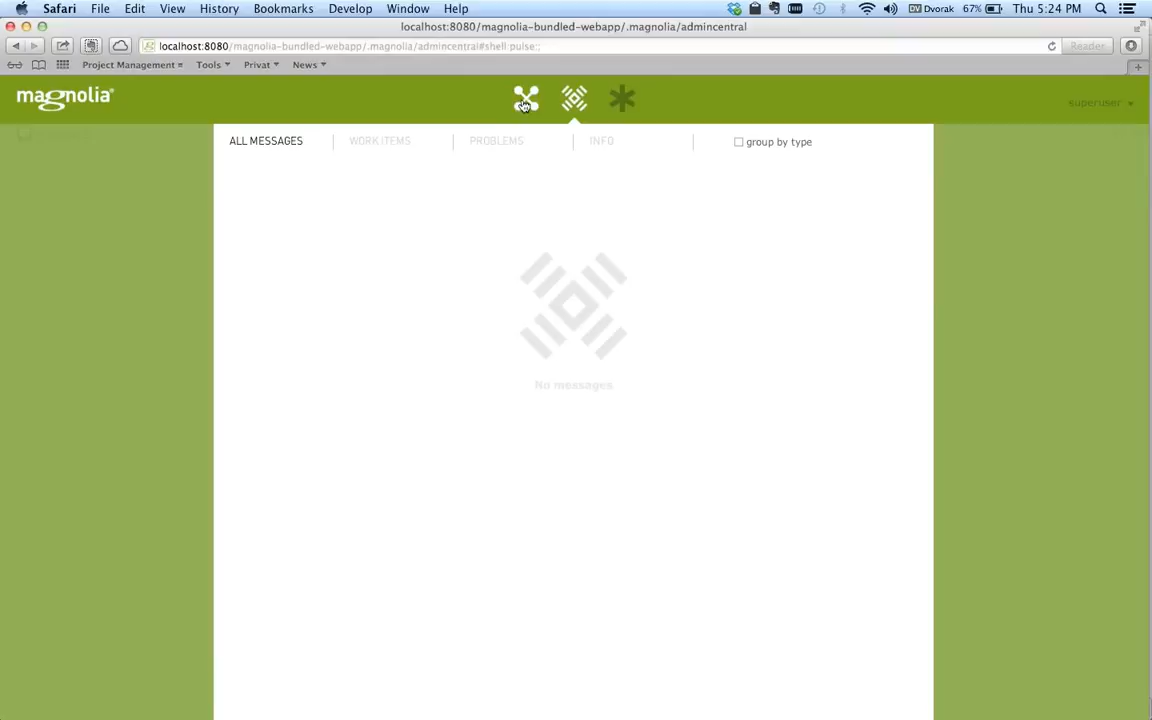 Safari File Edit View History Bookmarks Develop Window Help DV Dvorak 67% Thu 5:24 PM
localhost:8080/magnolia-bundled-webapp/.magnolia/admincentral
localhost:8080/magnolia-bundled-webapp/.magnolia/admincentral#shell:pulse:; Reader
Project Management Tools Privat News
magnolia® superuser
ALL MESSAGES WORK ITEMS PROBLEMS INFO group by type
No messages